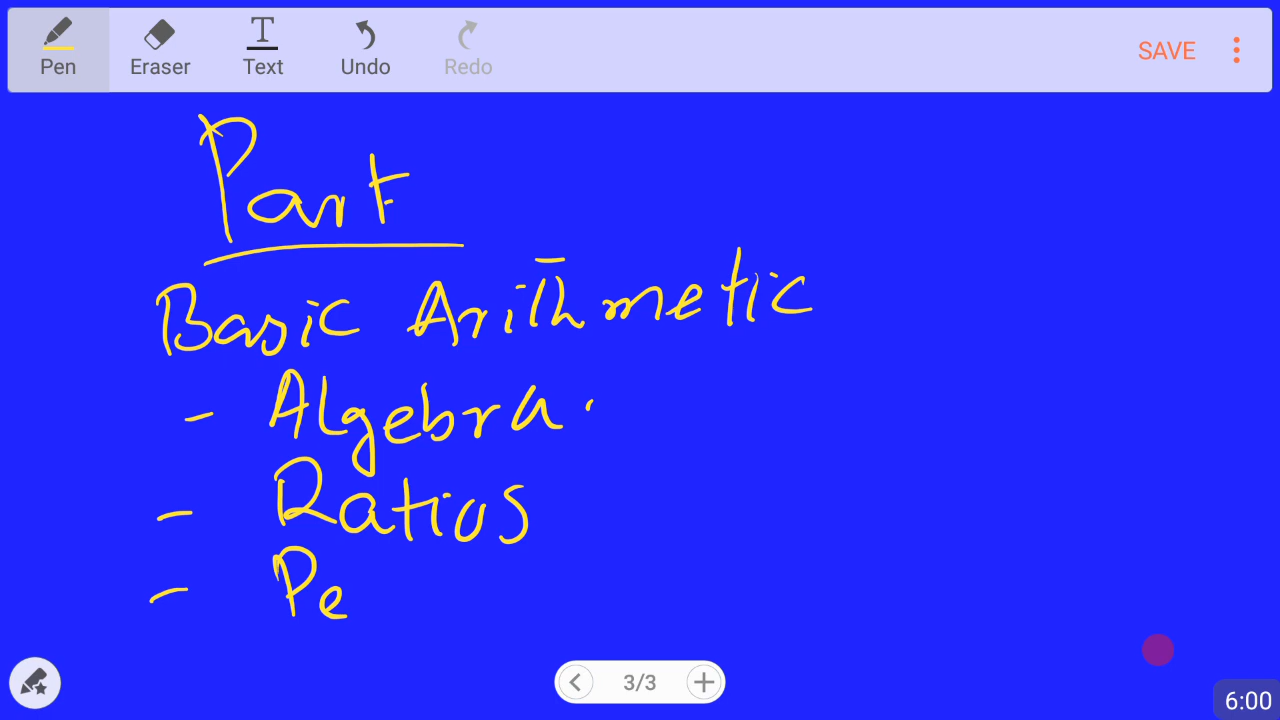 Pen Eraser Text Undo Redo SAVE
Part
Basic Arithmetic
- Algebra .
- Ratios
- Pe
3/3
6:00